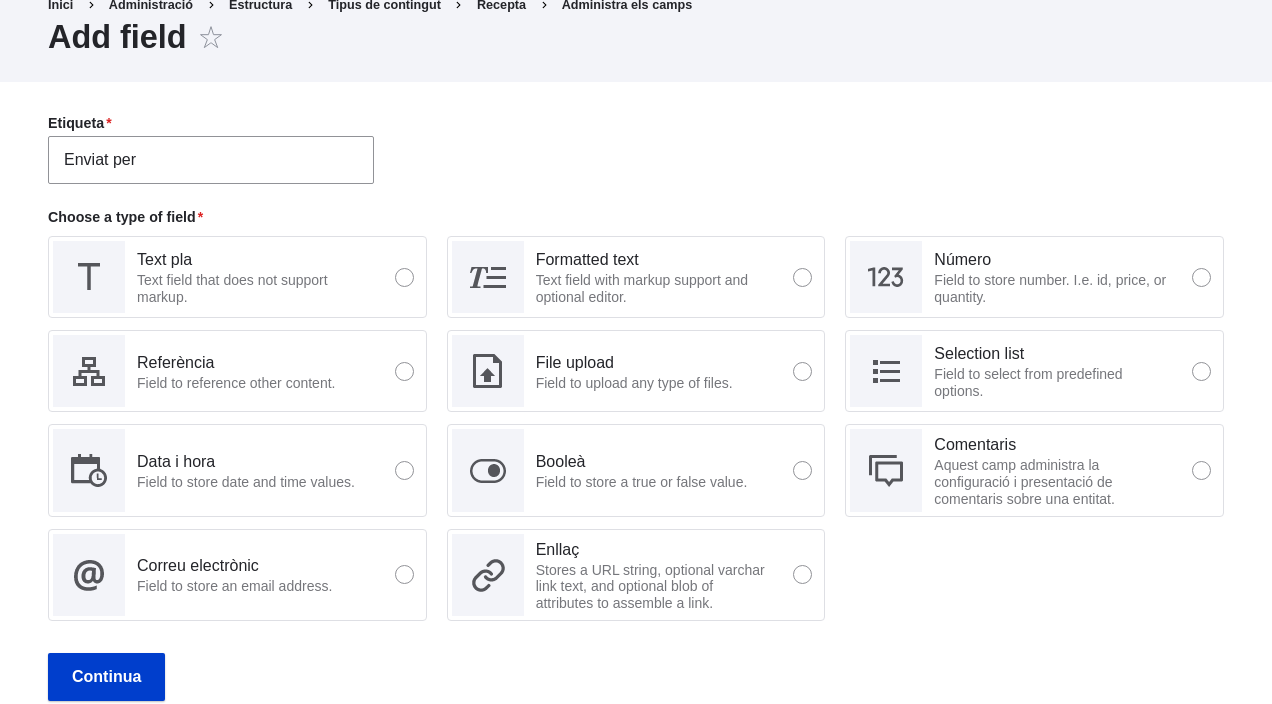 Inici › Administració › Estructura › Tipus de contingut › Recepta › Administra els camps
Add field
Etiqueta*
Enviat per
Choose a type of field*
Text pla
Text field that does not support
markup.
Formatted text
Text field with markup support and
optional editor.
123
Número
Field to store number. I.e. id, price, or
quantity.
Referència
Field to reference other content.
File upload
Field to upload any type of files.
Selection list
Field to select from predefined
options.
Data i hora
Field to store date and time values.
Booleà
Field to store a true or false value.
Comentaris
Aquest camp administra la
configuració i presentació de
comentaris sobre una entitat.
@
Correu electrònic
Field to store an email address.
Enllaç
Stores a URL string, optional varchar
link text, and optional blob of
attributes to assemble a link.
Continua